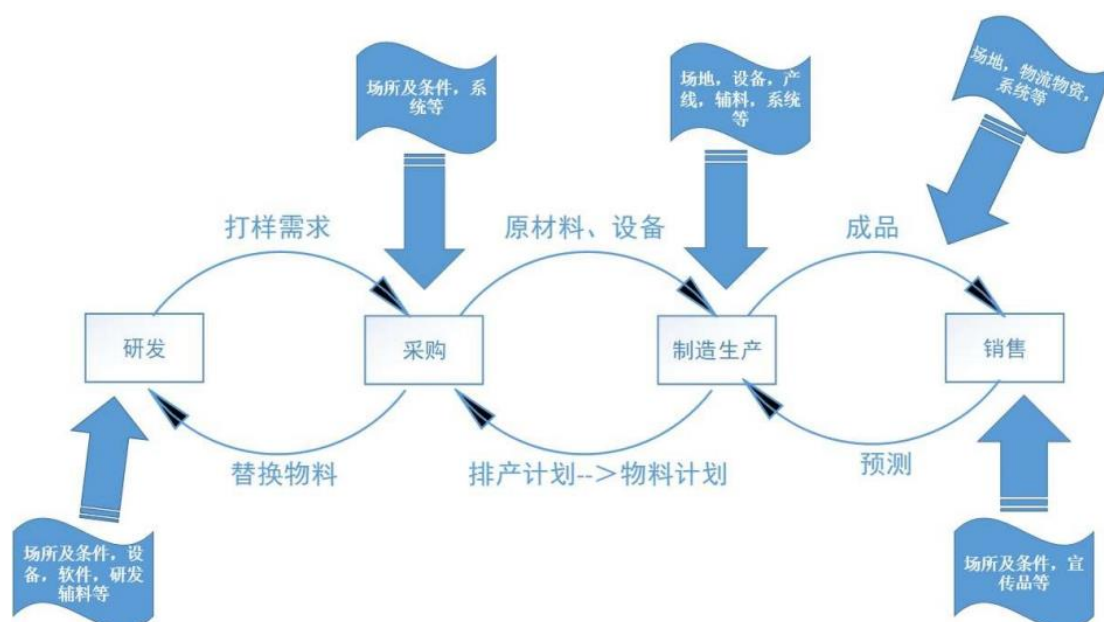 场所及条件，系
统等
场地，设备，产
线，辅料，系统
等
场地，物流物资，
系统等
打样需求
原材料、设备
成品
研发
采购
制造生产
销售
替换物料
排产计划-->物料计划
预测
场所及条件，设
备，软件，研发
辅料等
场所及条件，宣
传品等